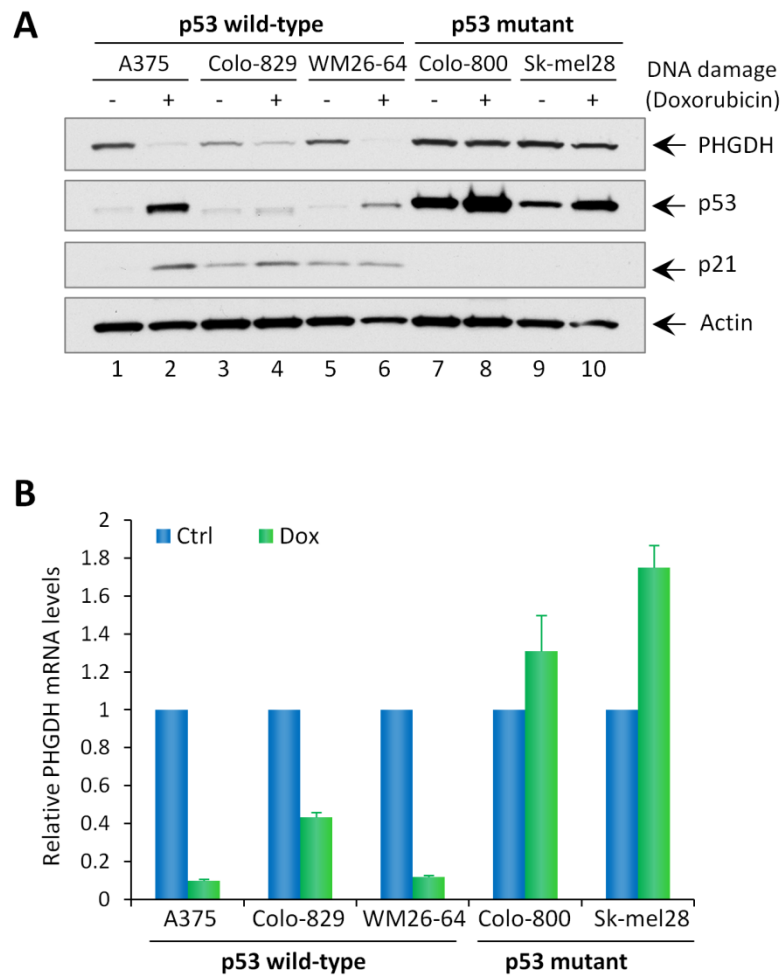 A
p53 wild-type p53 mutant
A375 Colo-829 WM26-64 Colo-800 Sk-mel28
DNA damage
- + - + - + - + - + (Doxorubicin)
PHGDH
p53
p21
Actin
1 2 3 4 5 6 7 8 9 10
B
Relative PHGDH mRNA levels
2
1.8
1.6
1.4
1.2
1
0.8
0.6
0.4
0.2
0
Ctrl Dox
A375 Colo-829 WM26-64 Colo-800 Sk-mel28
p53 wild-type p53 mutant